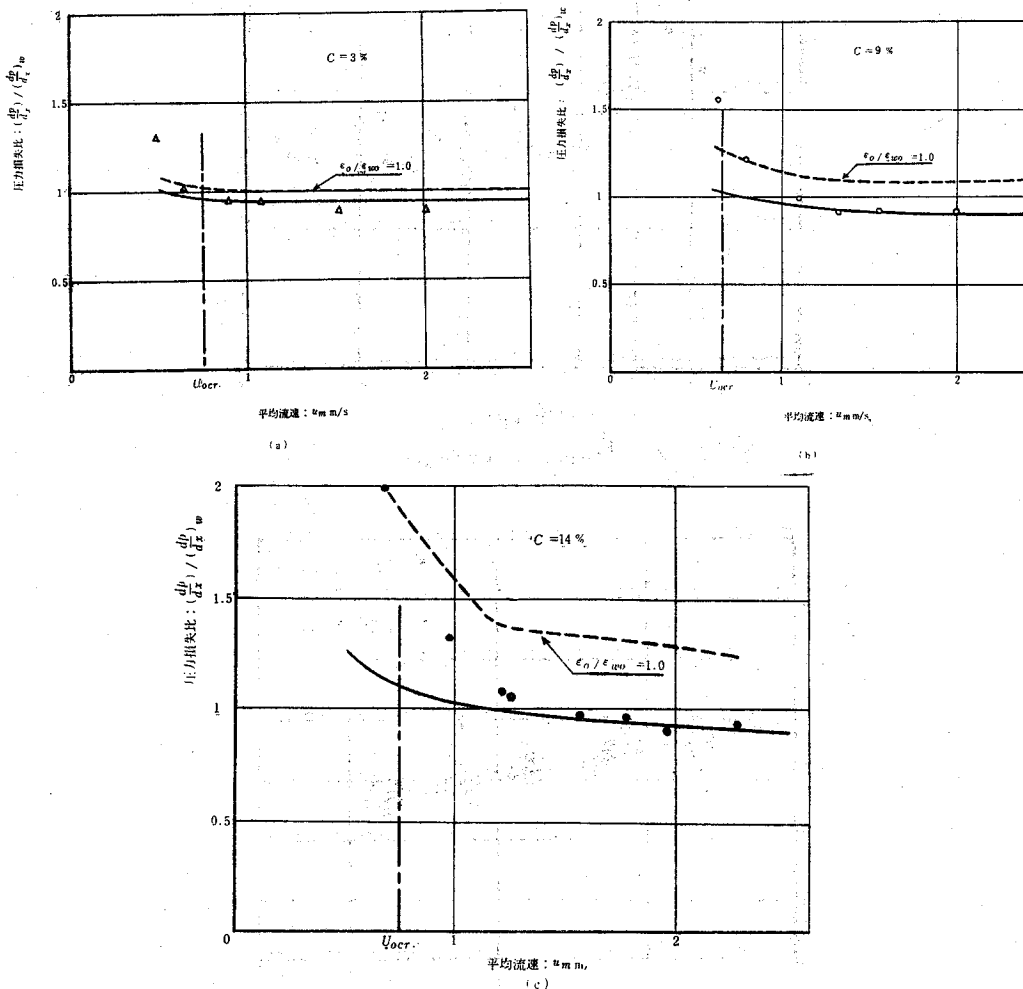 2
C = 3 %
圧力損失比 : (dp/dx) / (dp/dx)w
1.5
ε0 / εwo = 1.0
1
0.5
0
Uocr.
1
2
平均流速 : um m/s
(a)
2
C = 9 %
圧力損失比 : (dp/dx) / (dp/dx)w
1.5
ε0 / εwo = 1.0
1
0.5
0
Uocr
1
2
平均流速 : um m/s,
(b)
2
C = 14 %
圧力損失比 : (dp/dx) / (dp/dx)w
1.5
ε0 / εwo = 1.0
1
0.5
0
Uocr.
1
2
平均流速 : um m,
(c)